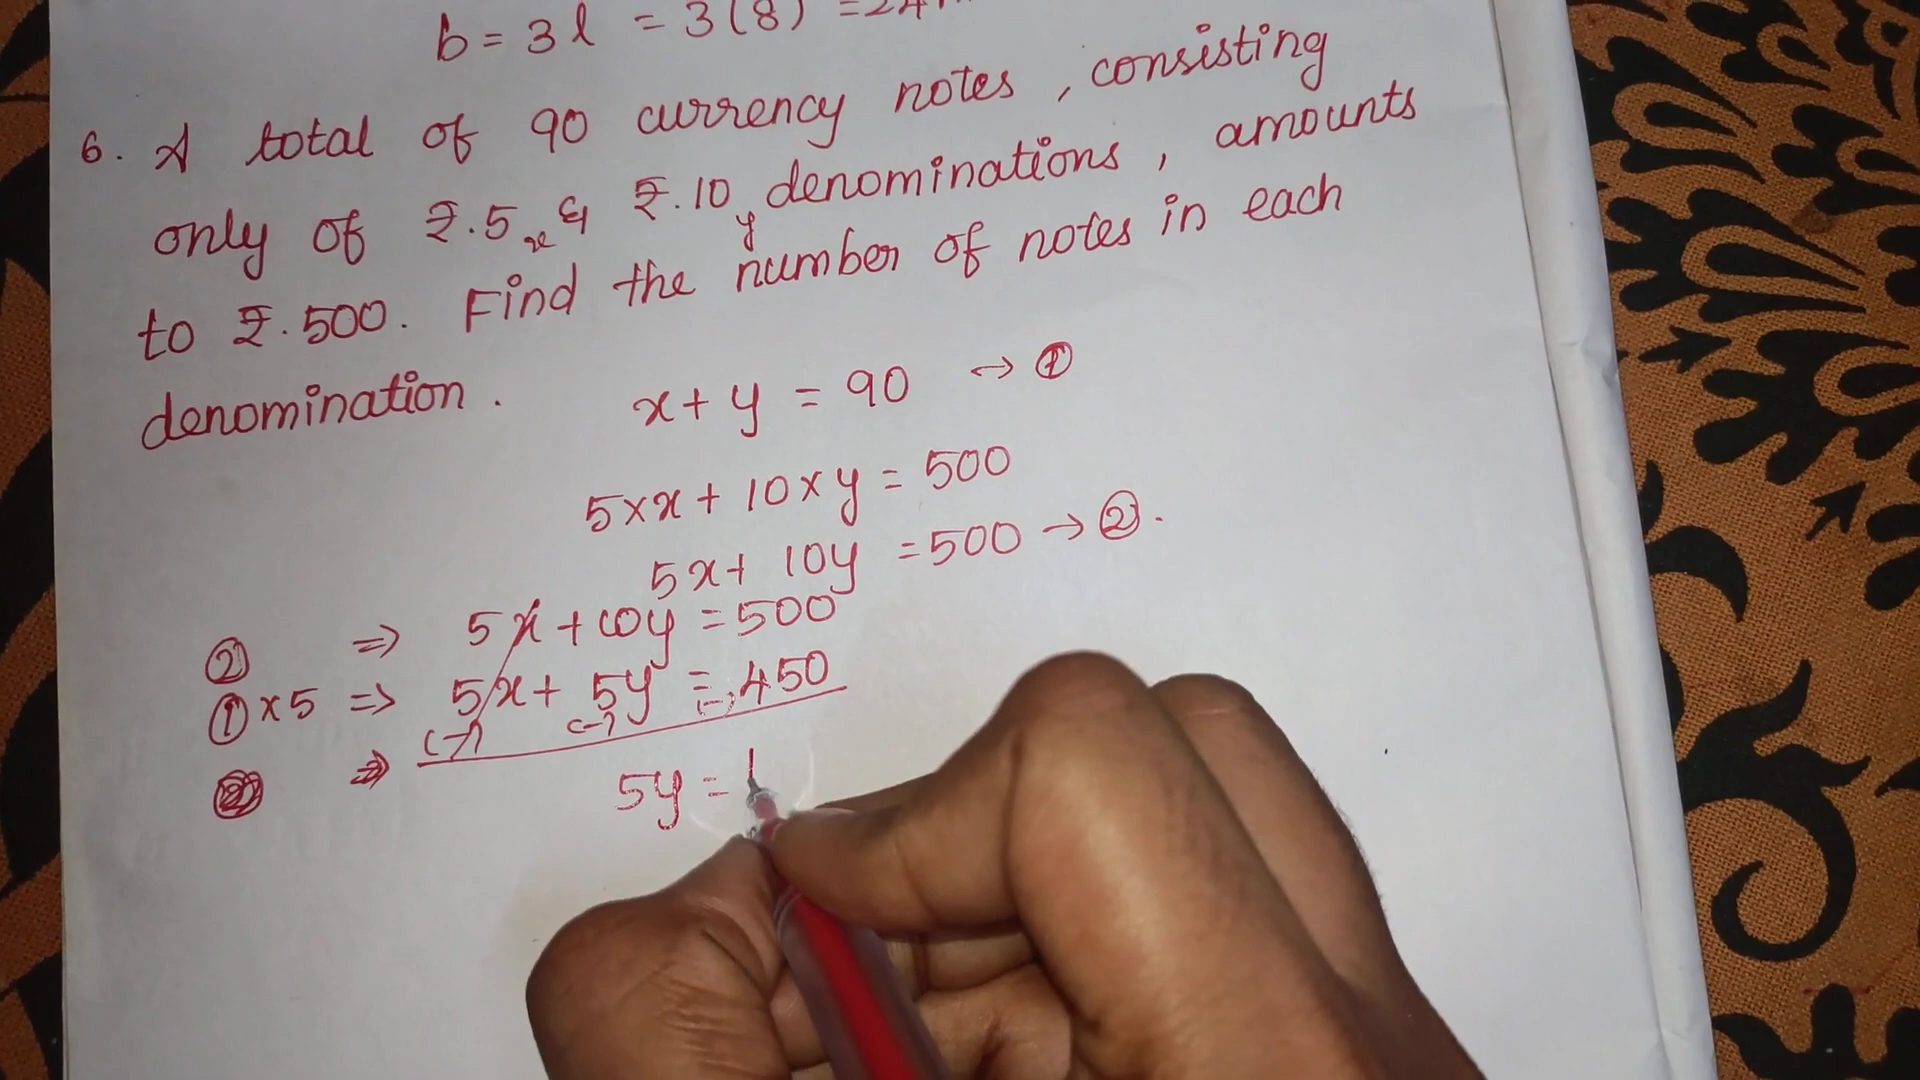 b = 3l = 3(8) = 24
6. A total of 90 currency notes, consisting
only of ₹.5 x & ₹.10 y denominations, amounts
to ₹.500. Find the number of notes in each
denomination.
x + y = 90 → ①
5 × x + 10 × y = 500
5x + 10y = 500 → ②.
② ⇒ 5x + 10y = 500
① × 5 ⇒ 5x + 5y = 450
(-) (-) (-)
⇒ 5y =